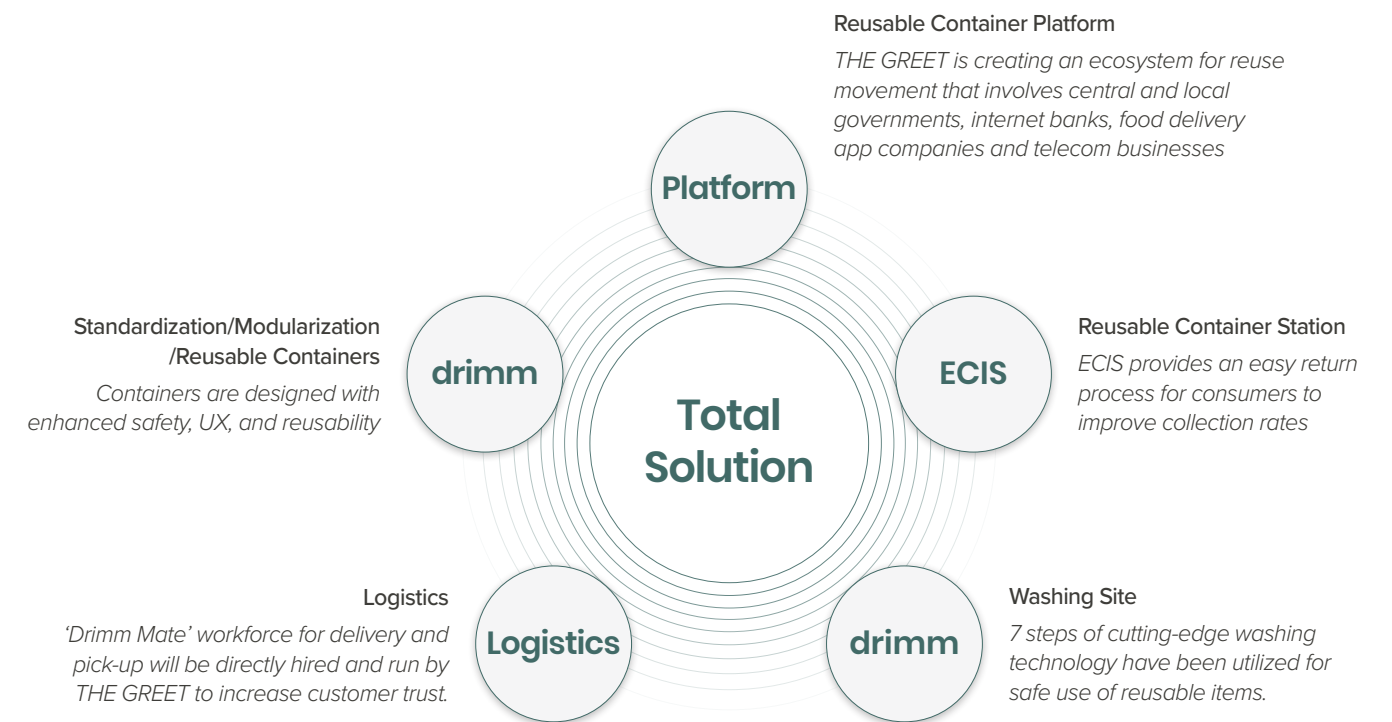 Reusable Container Platform
THE GREET is creating an ecosystem for reuse
movement that involves central and local
governments, internet banks, food delivery
app companies and telecom businesses
Platform
Standardization/Modularization
/Reusable Containers
Containers are designed with
enhanced safety, UX, and reusability
drimm
Total
Solution
ECIS
Reusable Container Station
ECIS provides an easy return
process for consumers to
improve collection rates
Logistics
‘Drimm Mate’ workforce for delivery and
pick-up will be directly hired and run by
THE GREET to increase customer trust.
Logistics
drimm
Washing Site
7 steps of cutting-edge washing
technology have been utilized for
safe use of reusable items.